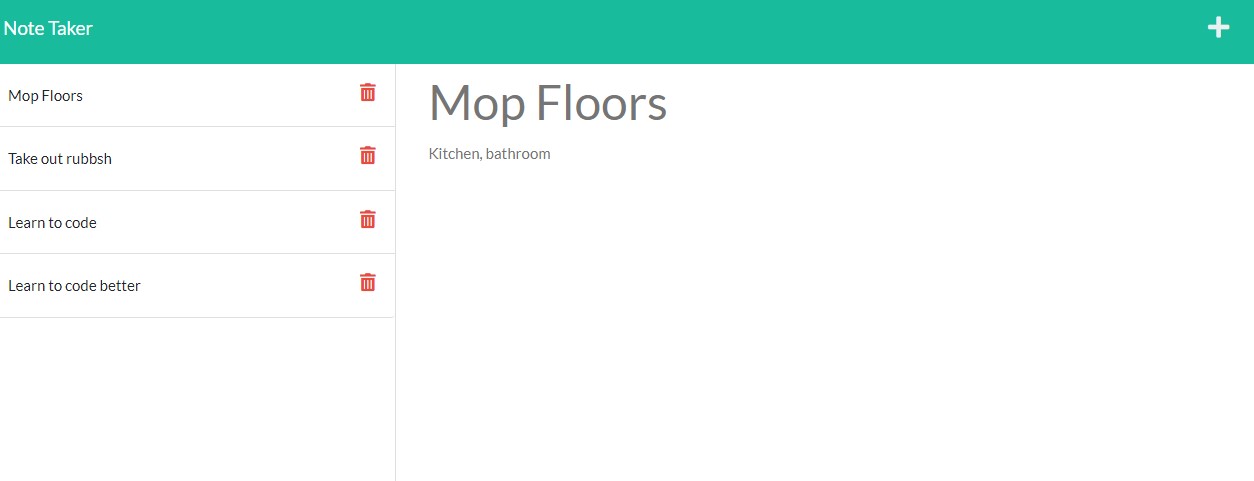 Note Taker
Mop Floors
Take out rubbsh
Learn to code
Learn to code better
Mop Floors
Kitchen, bathroom